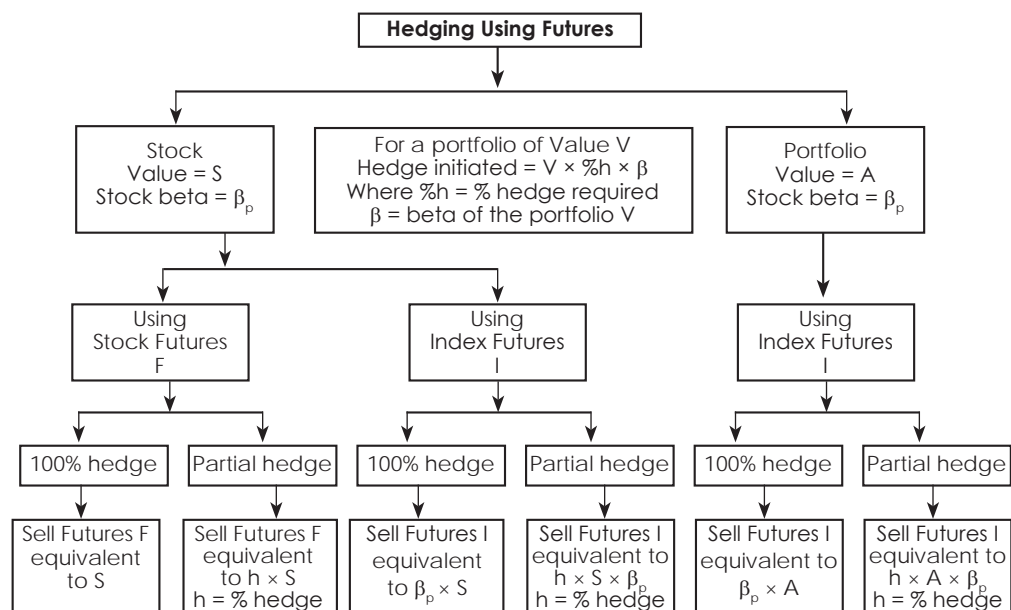 Hedging Using Futures
Stock
Value = S
Stock beta = βp
For a portfolio of Value V
Hedge initiated = V × %h × β
Where %h = % hedge required
β = beta of the portfolio V
Portfolio
Value = A
Stock beta = βp
Using
Stock Futures
F
Using
Index Futures
I
Using
Index Futures
I
100% hedge
Partial hedge
100% hedge
Partial hedge
100% hedge
Partial hedge
Sell Futures F
equivalent
to S
Sell Futures F
equivalent
to h × S
h = % hedge
Sell Futures I
equivalent
to βp × S
Sell Futures I
equivalent to
h × S × βp
h = % hedge
Sell Futures I
equivalent to
βp × A
Sell Futures I
equivalent to
h × A × βp
h = % hedge